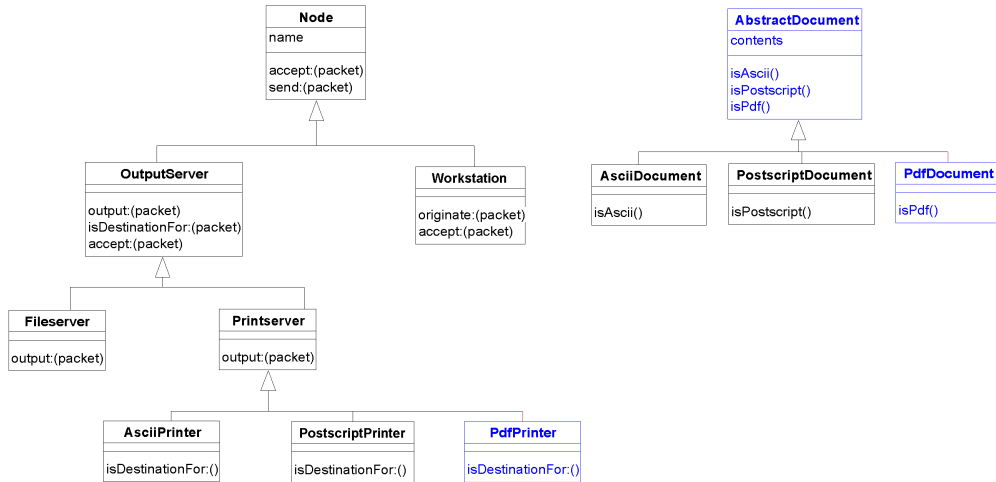 Node
name
accept:(packet)
send:(packet)
AbstractDocument
contents
isAscii()
isPostscript()
isPdf()
OutputServer
output:(packet)
isDestinationFor:(packet)
accept:(packet)
Workstation
originate:(packet)
accept:(packet)
AsciiDocument
isAscii()
PostscriptDocument
isPostscript()
PdfDocument
isPdf()
Fileserver
output:(packet)
Printserver
output:(packet)
AsciiPrinter
isDestinationFor:()
PostscriptPrinter
isDestinationFor:()
PdfPrinter
isDestinationFor:()